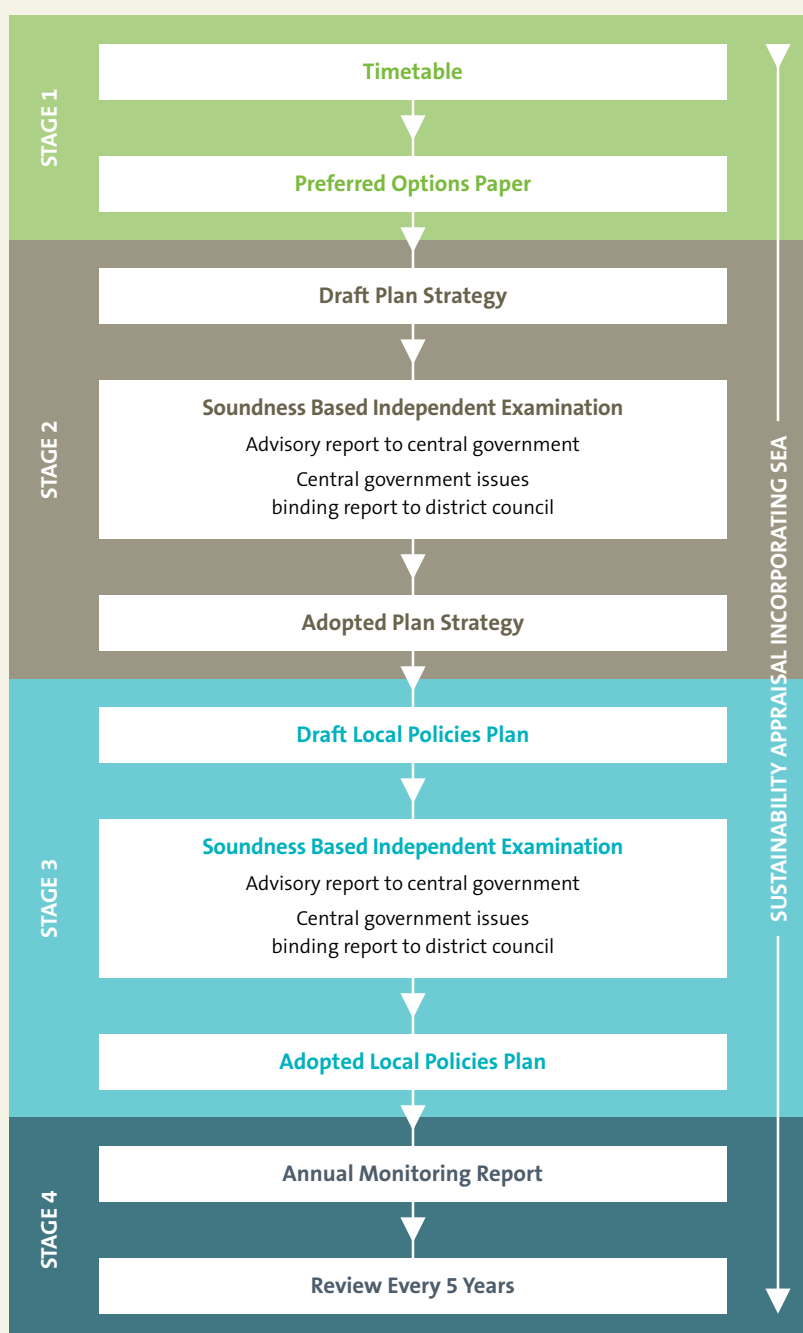 STAGE 1
Timetable
Preferred Options Paper
STAGE 2
Draft Plan Strategy
Soundness Based Independent Examination
Advisory report to central government
Central government issues
binding report to district council
Adopted Plan Strategy
STAGE 3
Draft Local Policies Plan
Soundness Based Independent Examination
Advisory report to central government
Central government issues
binding report to district council
Adopted Local Policies Plan
STAGE 4
Annual Monitoring Report
Review Every 5 Years
SUSTAINABILITY APPRAISAL INCORPORATING SEA